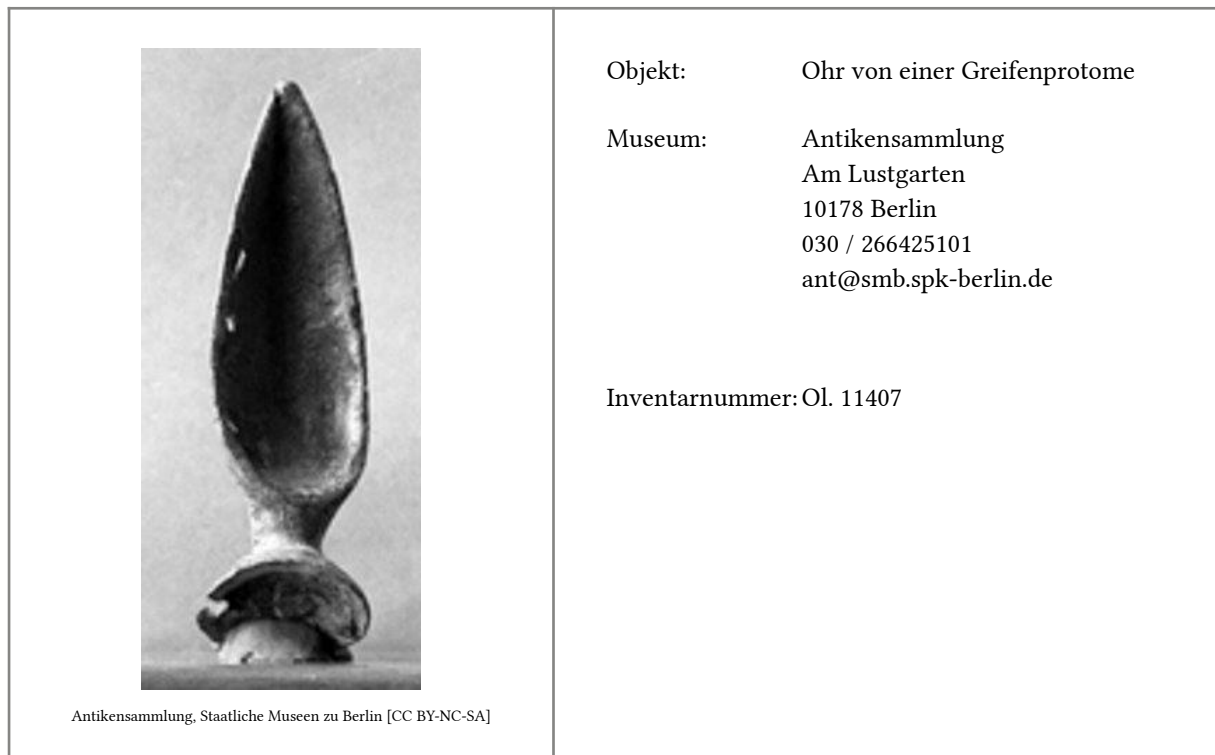 Objekt: Ohr von einer Greifenprotome
Museum: Antikensammlung
Am Lustgarten
10178 Berlin
030 / 266425101
ant@smb.spk-berlin.de
Inventarnummer: Ol. 11407
Antikensammlung, Staatliche Museen zu Berlin [CC BY-NC-SA]